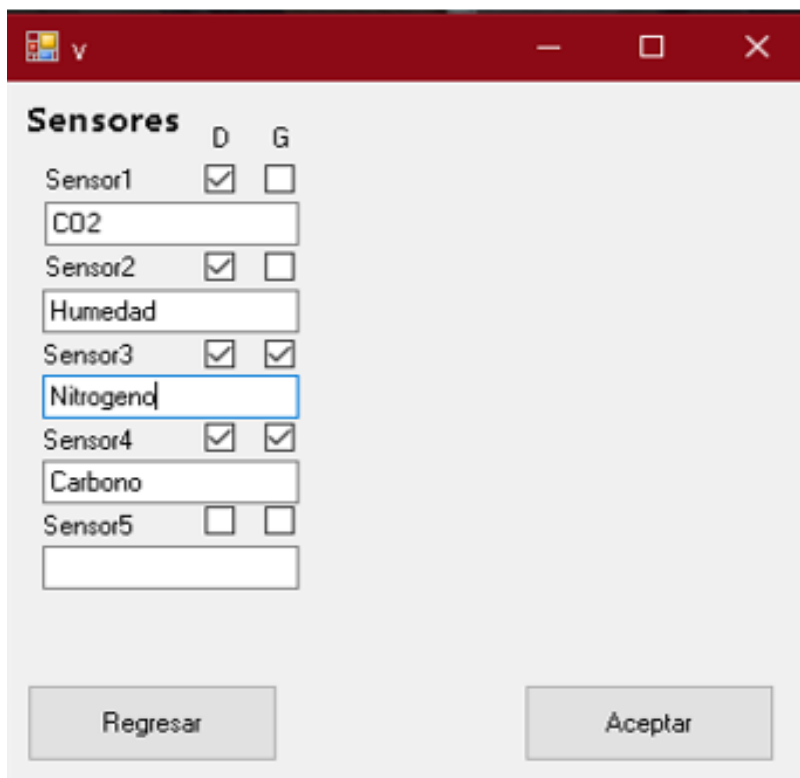 v
Sensores
D G
Sensor1
CO2
Sensor2
Humedad
Sensor3
Nitrogeno
Sensor4
Carbono
Sensor5
Regresar
Aceptar